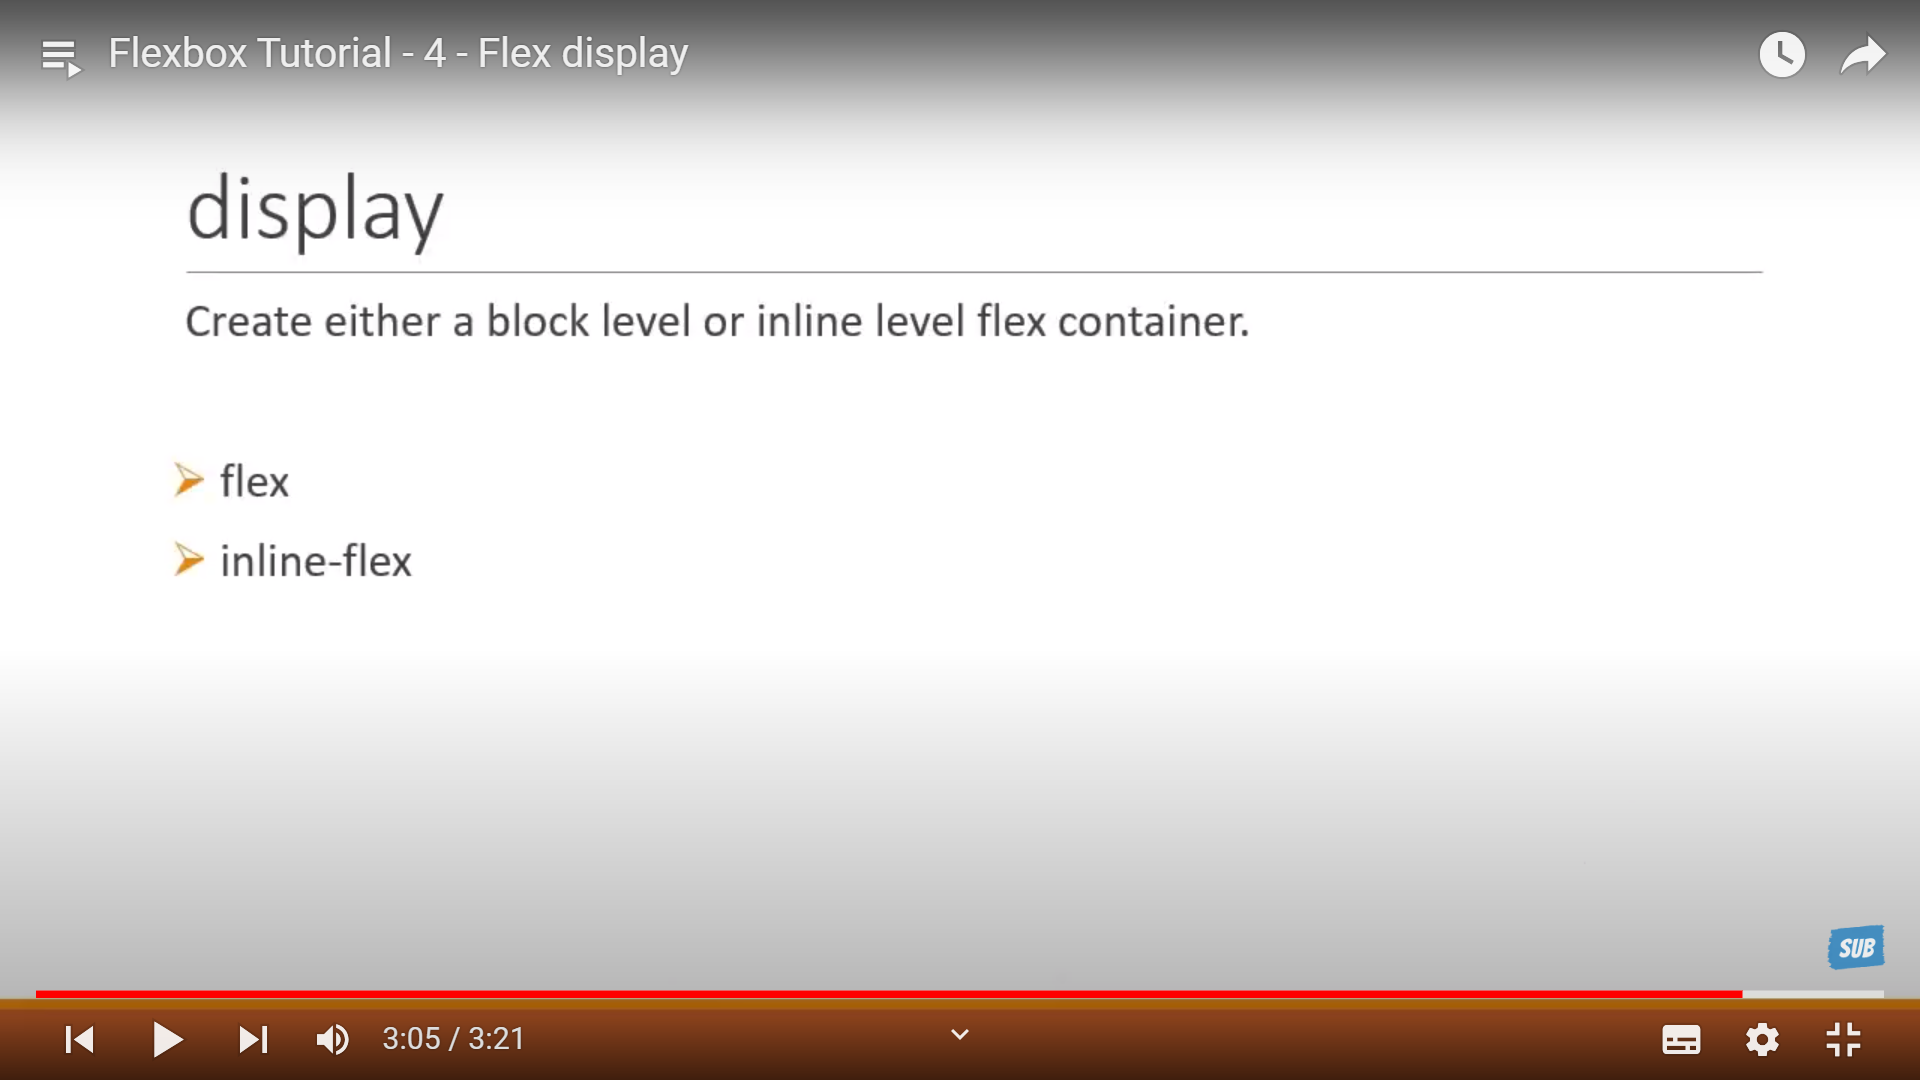 Flexbox Tutorial - 4 - Flex display
display
Create either a block level or inline level flex container.
flex
inline-flex
SUB
3:05 / 3:21